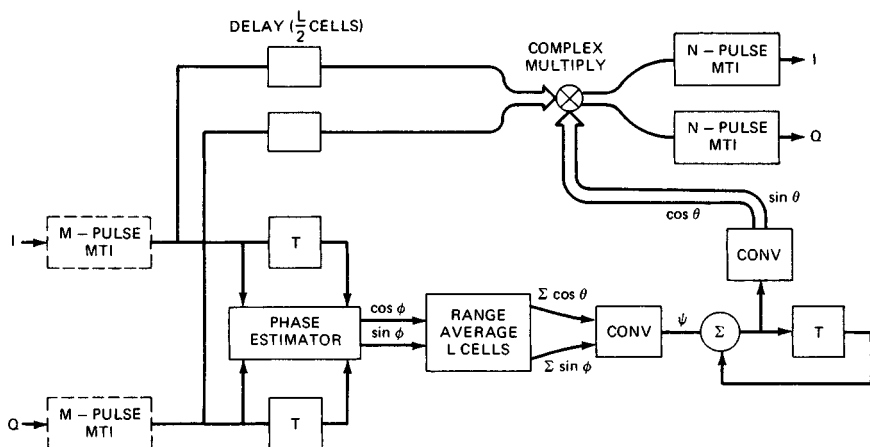 DELAY (L/2 CELLS)
COMPLEX
MULTIPLY
N – PULSE
MTI
I
N – PULSE
MTI
Q
sin θ
cos θ
I
M – PULSE
MTI
T
CONV
PHASE
ESTIMATOR
cos ϕ
sin ϕ
RANGE
AVERAGE
L CELLS
Σ cos θ
Σ sin ϕ
CONV
ψ
Σ
T
Q
M – PULSE
MTI
T